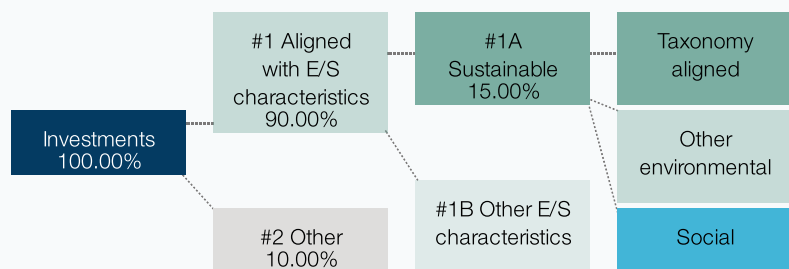 Investments
100.00%
#1 Aligned
with E/S
characteristics
90.00%
#2 Other
10.00%
#1A
Sustainable
15.00%
#1B Other E/S
characteristics
Taxonomy
aligned
Other
environmental
Social